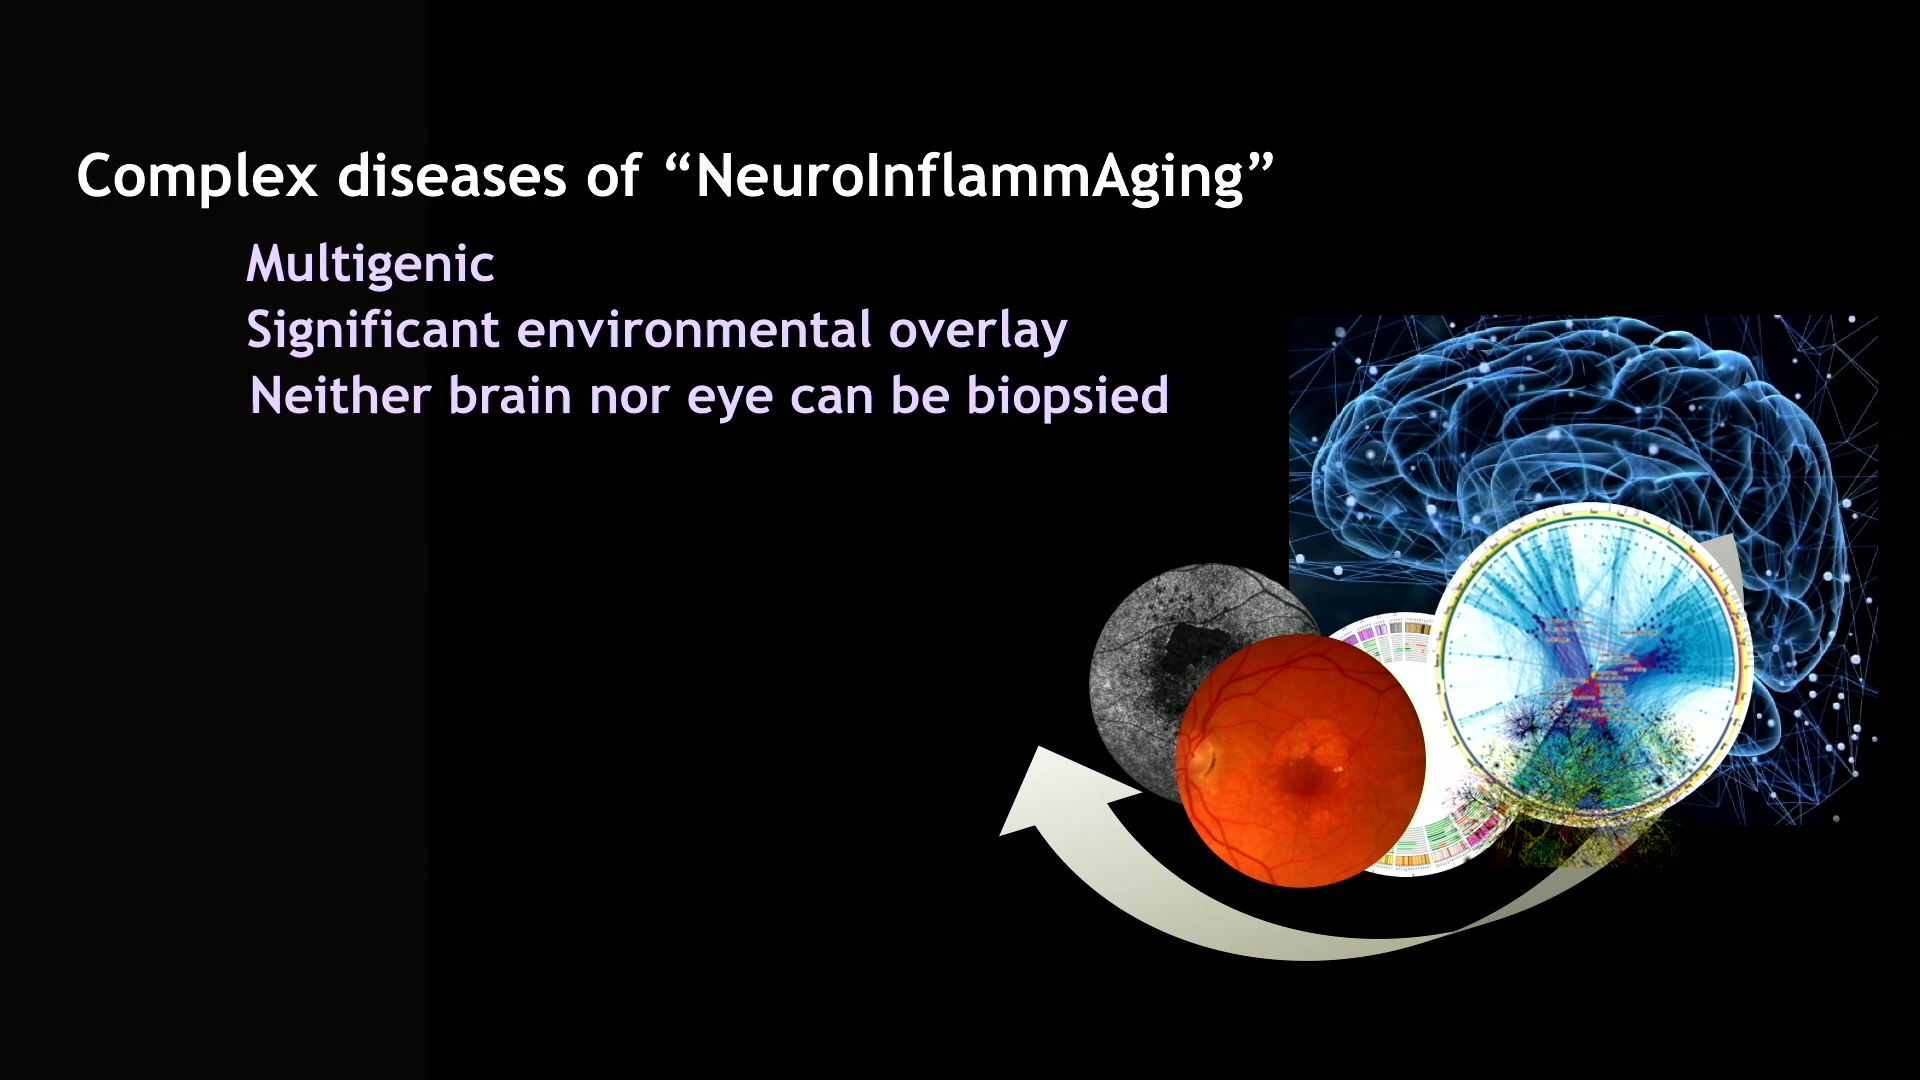 Complex diseases of “NeuroInflammAging”
Multigenic
Significant environmental overlay
Neither brain nor eye can be biopsied